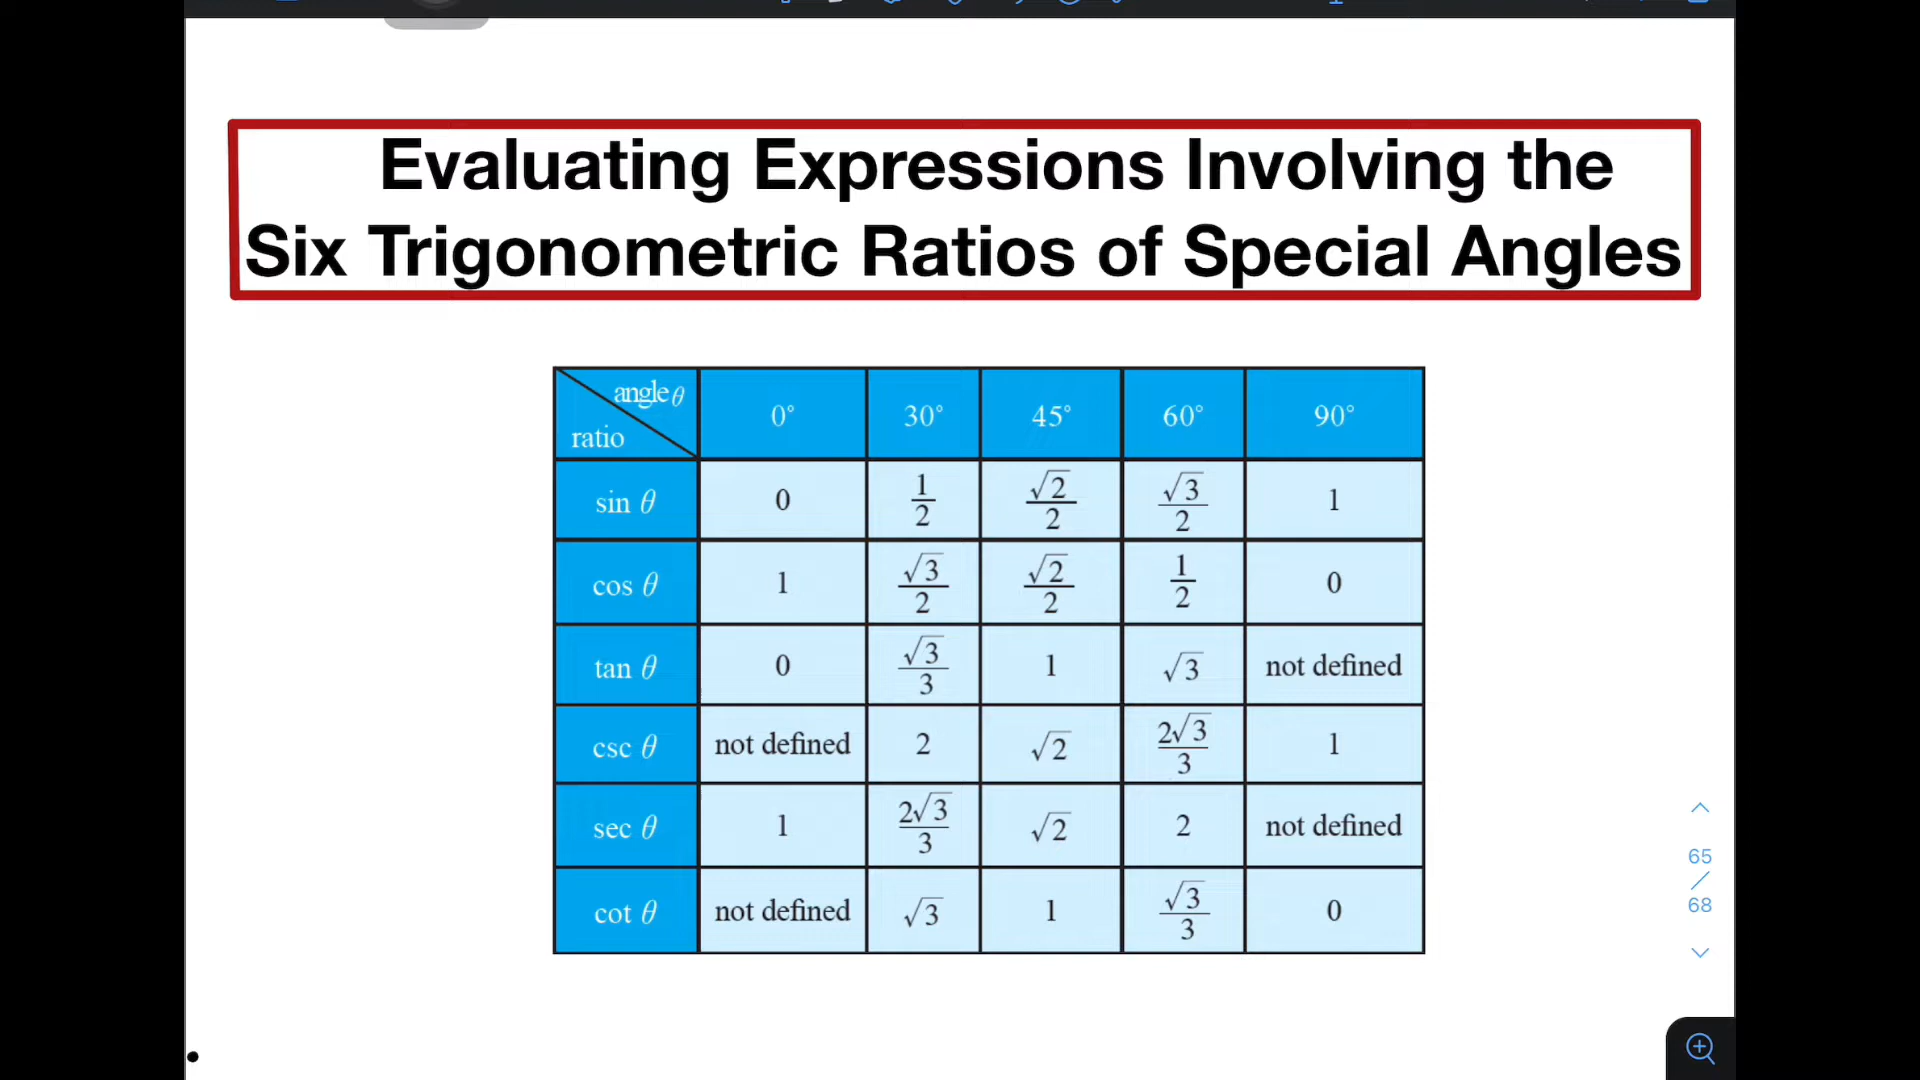 Evaluating Expressions Involving the
Six Trigonometric Ratios of Special Angles
angle θ
ratio
0° 30° 45° 60° 90°
sin θ 0 1/2 √2/2 √3/2 1
cos θ 1 √3/2 √2/2 1/2 0
tan θ 0 √3/3 1 √3 not defined
csc θ not defined 2 √2 2√3/3 1
sec θ 1 2√3/3 √2 2 not defined
cot θ not defined √3 1 √3/3 0
65
/
68